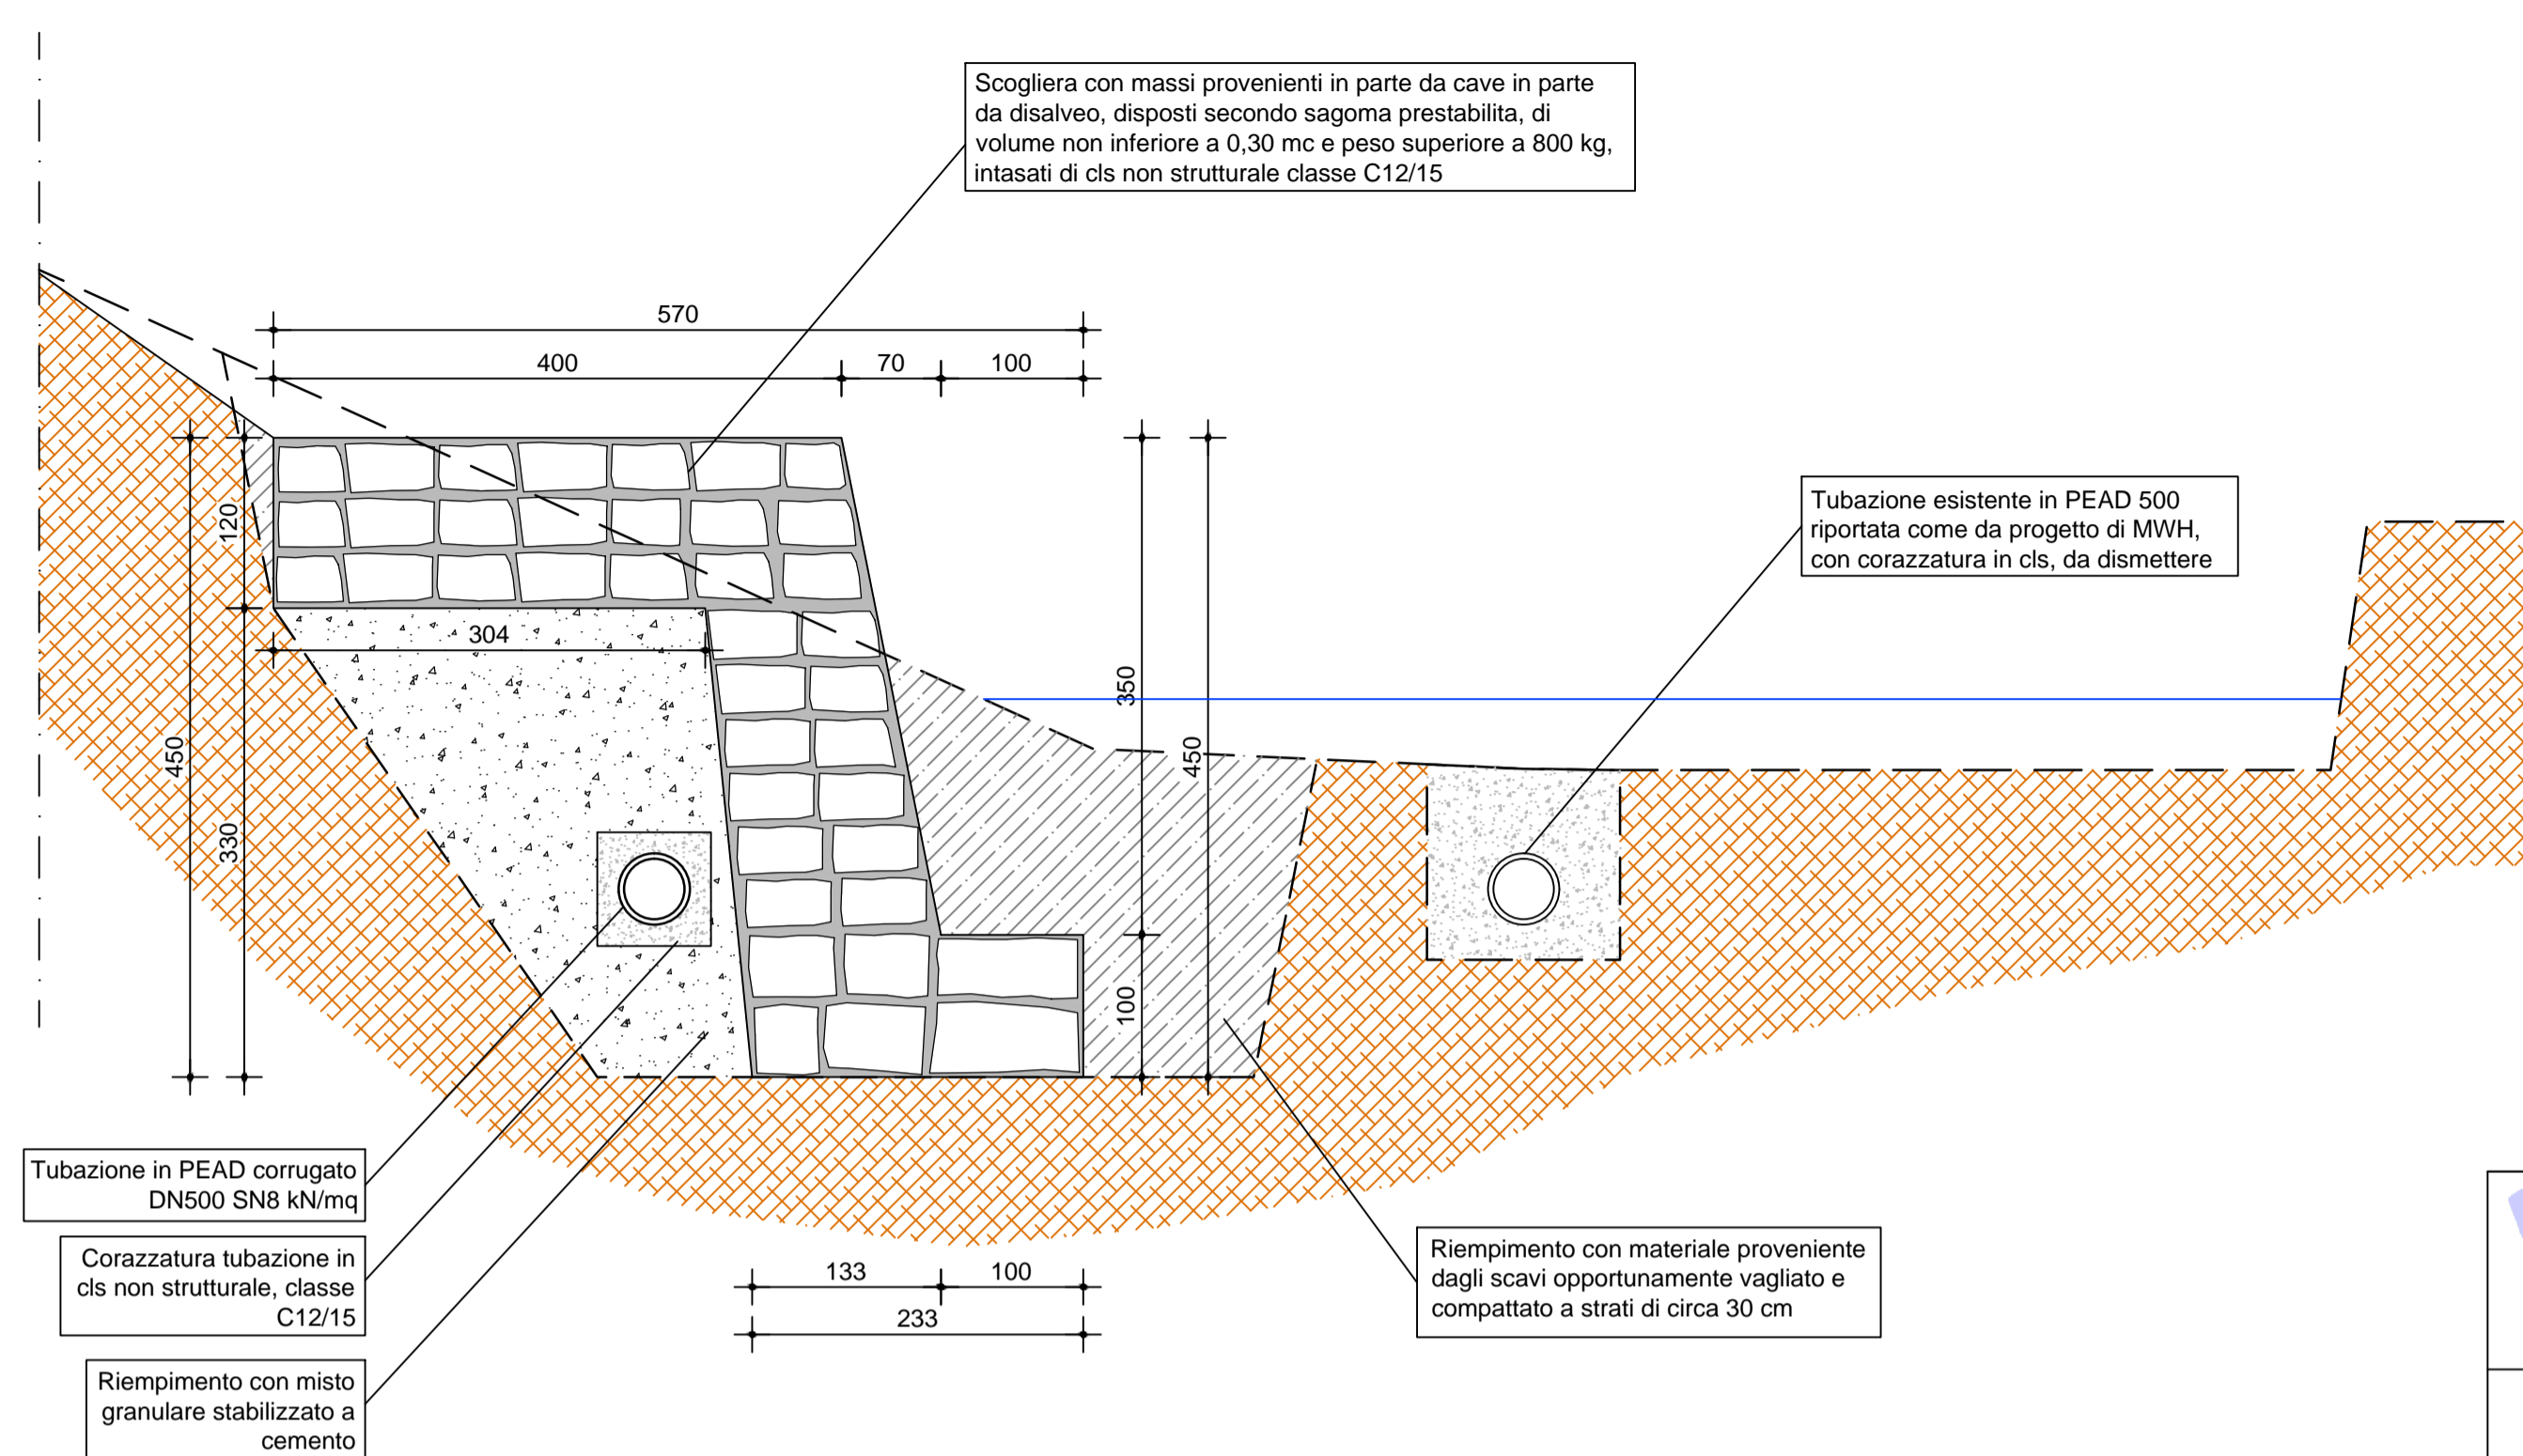 Scogliera con massi provenienti in parte da cave in parte
da disalveo, disposti secondo sagoma prestabilita, di
volume non inferiore a 0,30 mc e peso superiore a 800 kg,
intasati di cls non strutturale classe C12/15
570
400
70
100
Tubazione esistente in PEAD 500
riportata come da progetto di MWH,
con corazzatura in cls, da dismettere
120
304
350
450
450
330
100
Tubazione in PEAD corrugato
DN500 SN8 kN/mq
Corazzatura tubazione in
cls non strutturale, classe
C12/15
Riempimento con misto
granulare stabilizzato a
cemento
133
100
233
Riempimento con materiale proveniente
dagli scavi opportunamente vagliato e
compattato a strati di circa 30 cm